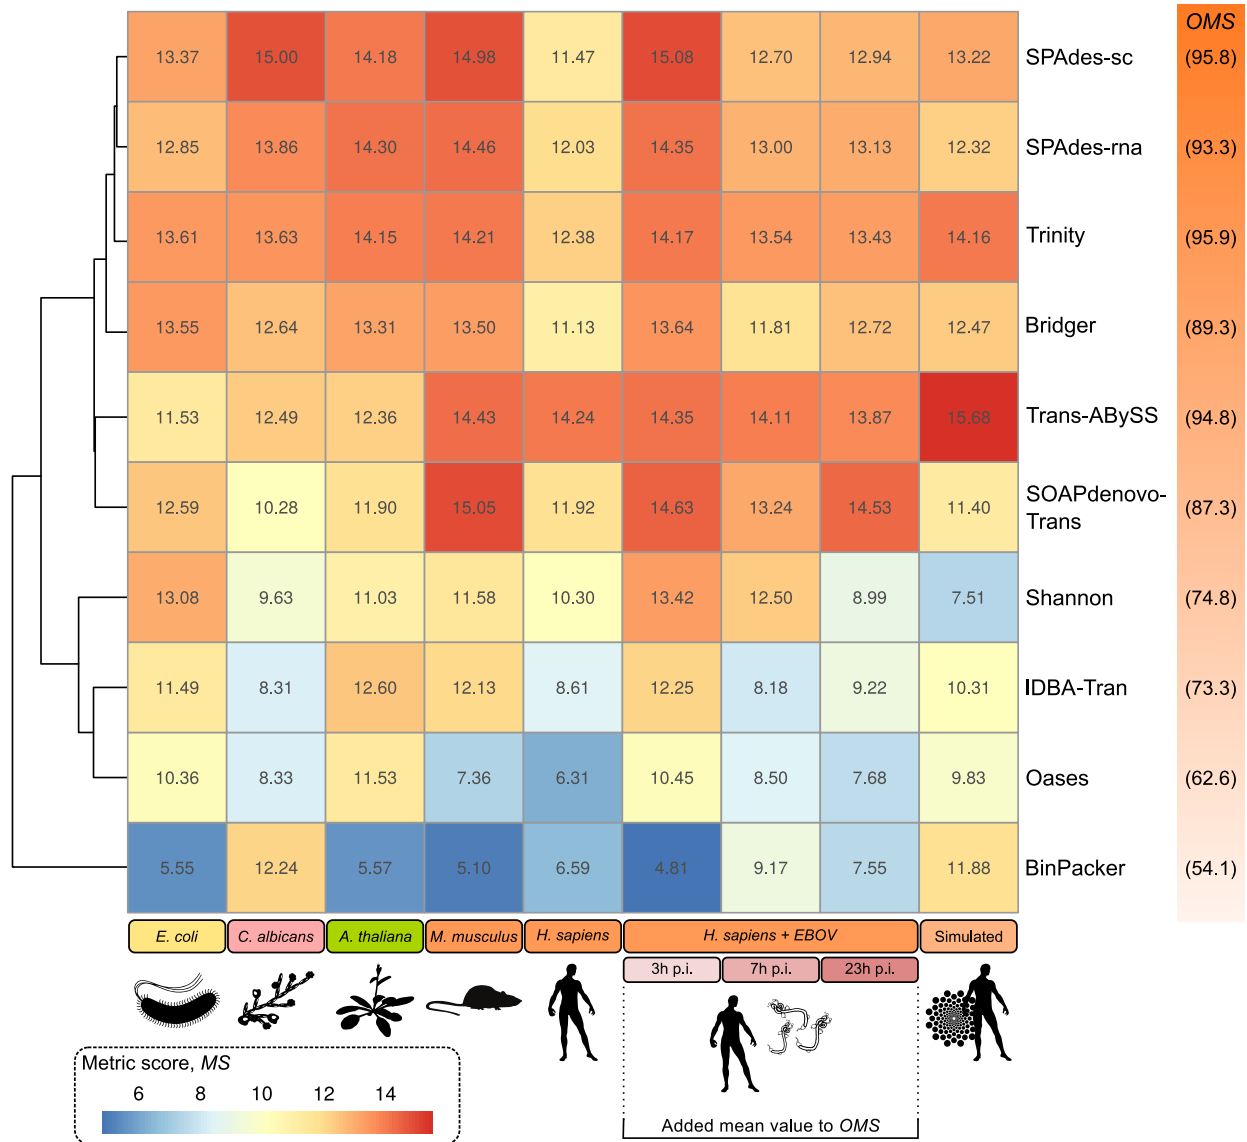 OMS
13.37 15.00 14.18 14.98 11.47 15.08 12.70 12.94 13.22 SPAdes-sc (95.8)
12.85 13.86 14.30 14.46 12.03 14.35 13.00 13.13 12.32 SPAdes-rna (93.3)
13.61 13.63 14.15 14.21 12.38 14.17 13.54 13.43 14.16 Trinity (95.9)
13.55 12.64 13.31 13.50 11.13 13.64 11.81 12.72 12.47 Bridger (89.3)
11.53 12.49 12.36 14.43 14.24 14.35 14.11 13.87 15.68 Trans-ABySS (94.8)
12.59 10.28 11.90 15.05 11.92 14.63 13.24 14.53 11.40 SOAPdenovo-
Trans (87.3)
13.08 9.63 11.03 11.58 10.30 13.42 12.50 8.99 7.51 Shannon (74.8)
11.49 8.31 12.60 12.13 8.61 12.25 8.18 9.22 10.31 IDBA-Tran (73.3)
10.36 8.33 11.53 7.36 6.31 10.45 8.50 7.68 9.83 Oases (62.6)
5.55 12.24 5.57 5.10 6.59 4.81 9.17 7.55 11.88 BinPacker (54.1)
E. coli C. albicans A. thaliana M. musculus H. sapiens H. sapiens + EBOV Simulated
3h p.i. 7h p.i. 23h p.i.
Metric score, MS
6 8 10 12 14
Added mean value to OMS